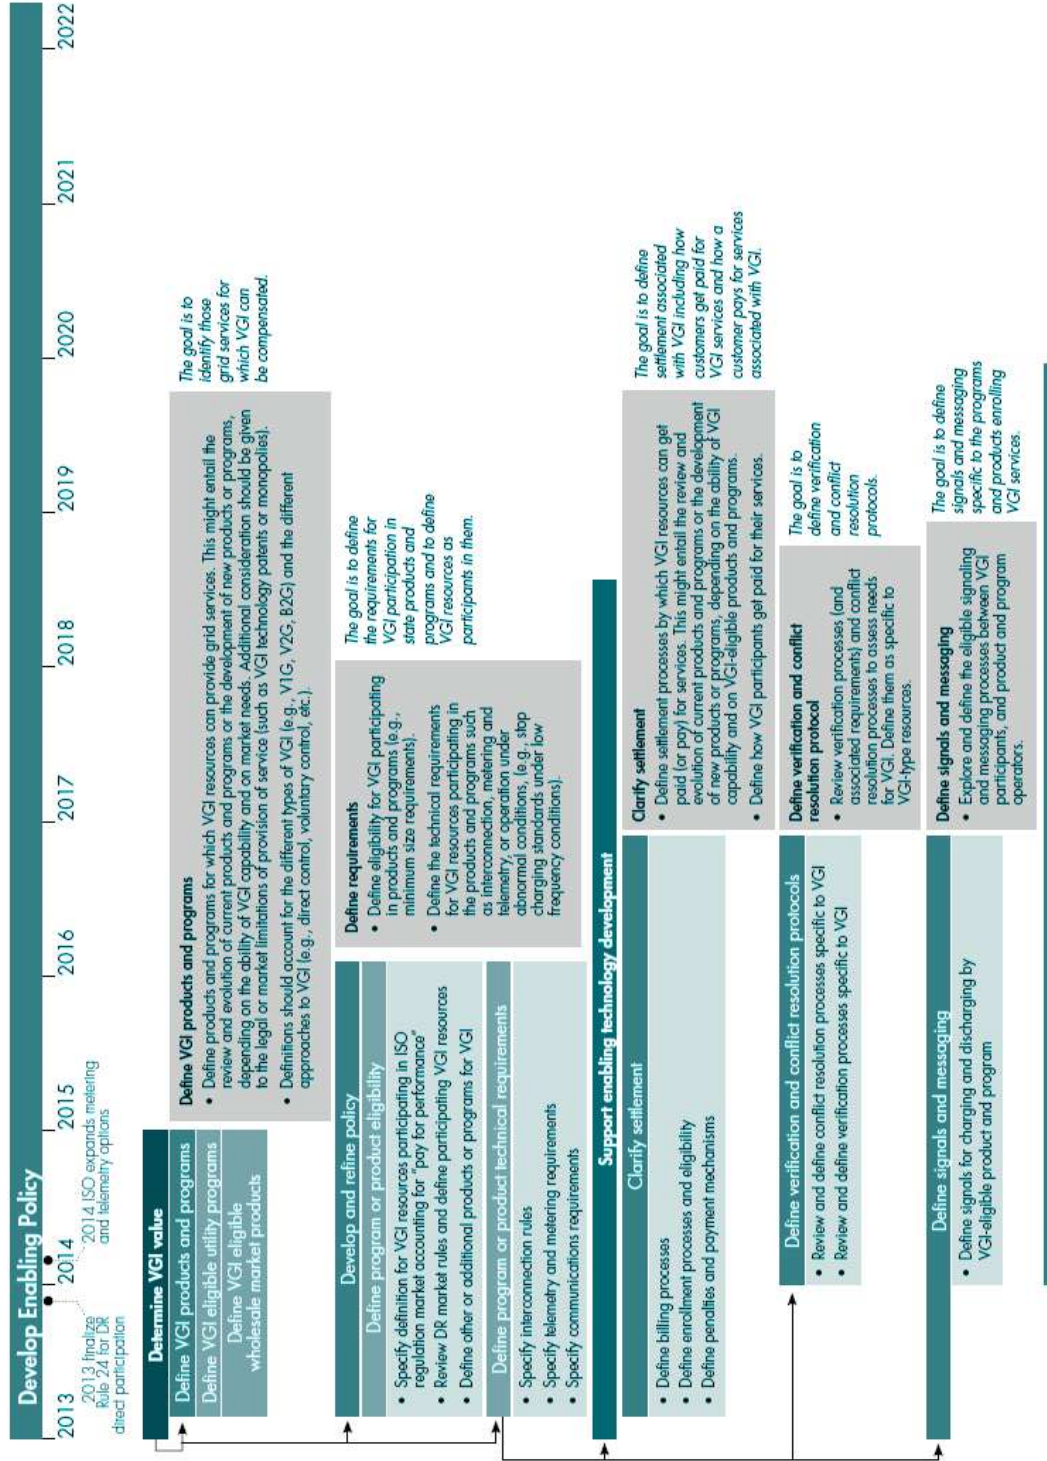 Develop Enabling Policy
2013
2014
2015
2016
2017
2018
2019
2020
2021
2022
2013 finalize
Rule 24 for DR
direct participation
2014 ISO expands metering
and telemetry options
Determine VGI value
Define VGI products and programs
Define VGI eligible utility programs
Define VGI eligible
wholesale market products
Define VGI products and programs
• Define products and programs for which VGI resources can provide grid services. This might entail the
review and evolution of current products and programs or the development of new products or programs,
depending on the ability of VGI capability and on market needs. Additional consideration should be given
to the legal or market limitations of provision of service (such as VGI technology patents or monopolies).
• Definitions should account for the different types of VGI (e.g., V1G, V2G, B2G) and the different
approaches to VGI (e.g., direct control, voluntary control, etc.).
The goal is to
identify those
grid services for
which VGI can
be compensated.
Develop and refine policy
Define program or product eligibility
• Specify definition for VGI resources participating in ISO
regulation market accounting for "pay for performance"
• Review DR market rules and define participating VGI resources
• Define other or additional products or programs for VGI
Define program or product technical requirements
• Specify interconnection rules
• Specify telemetry and metering requirements
• Specify communications requirements
Define requirements
• Define eligibility for VGI participating
in products and programs (e.g.,
minimum size requirements).
• Define the technical requirements
for VGI resources participating in
the products and programs such
as interconnection, metering and
telemetry, or operation under
abnormal conditions, (e.g., stop
charging standards under low
frequency conditions).
The goal is to define
the requirements for
VGI participation in
state products and
programs and to define
VGI resources as
participants in them.
Support enabling technology development
Clarify settlement
• Define billing processes
• Define enrollment processes and eligibility
• Define penalties and payment mechanisms
Clarify settlement
• Define settlement processes by which VGI resources can get
paid (or pay) for services. This might entail the review and
evolution of current products and programs or the development
of new products or programs, depending on the ability of VGI
capability and on VGI-eligible products and programs.
• Define how VGI participants get paid for their services.
The goal is to define
settlement associated
with VGI including how
customers get paid for
VGI services and how a
customer pays for services
associated with VGI.
Define verification and conflict resolution protocols
• Review and define conflict resolution processes specific to VGI
• Review and define verification processes specific to VGI
Define verification and conflict
resolution protocol
• Review verification processes (and
associated requirements) and conflict
resolution processes to assess needs
for VGI. Define them as specific to
VGI-type resources.
The goal is to
define verification
and conflict
resolution
protocols.
Define signals and messaging
• Define signals for charging and discharging by
VGI-eligible product and program
Define signals and messaging
• Explore and define the eligible signaling
and messaging processes between VGI
participants, and product and program
operators.
The goal is to define
signals and messaging
specific to the programs
and products enrolling
VGI services.